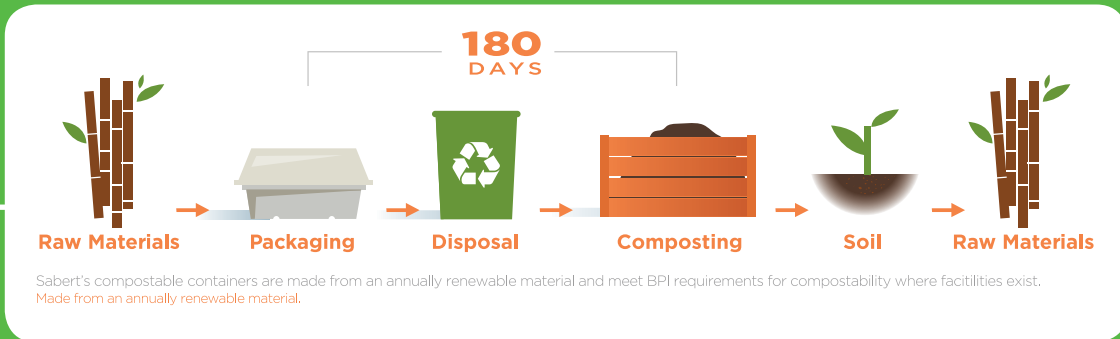 180
DAYS
Raw Materials
Packaging
Disposal
Composting
Soil
Raw Materials
Sabert's compostable containers are made from an annually renewable material and meet BPI requirements for compostability where facitilities exist.
Made from an annually renewable material.